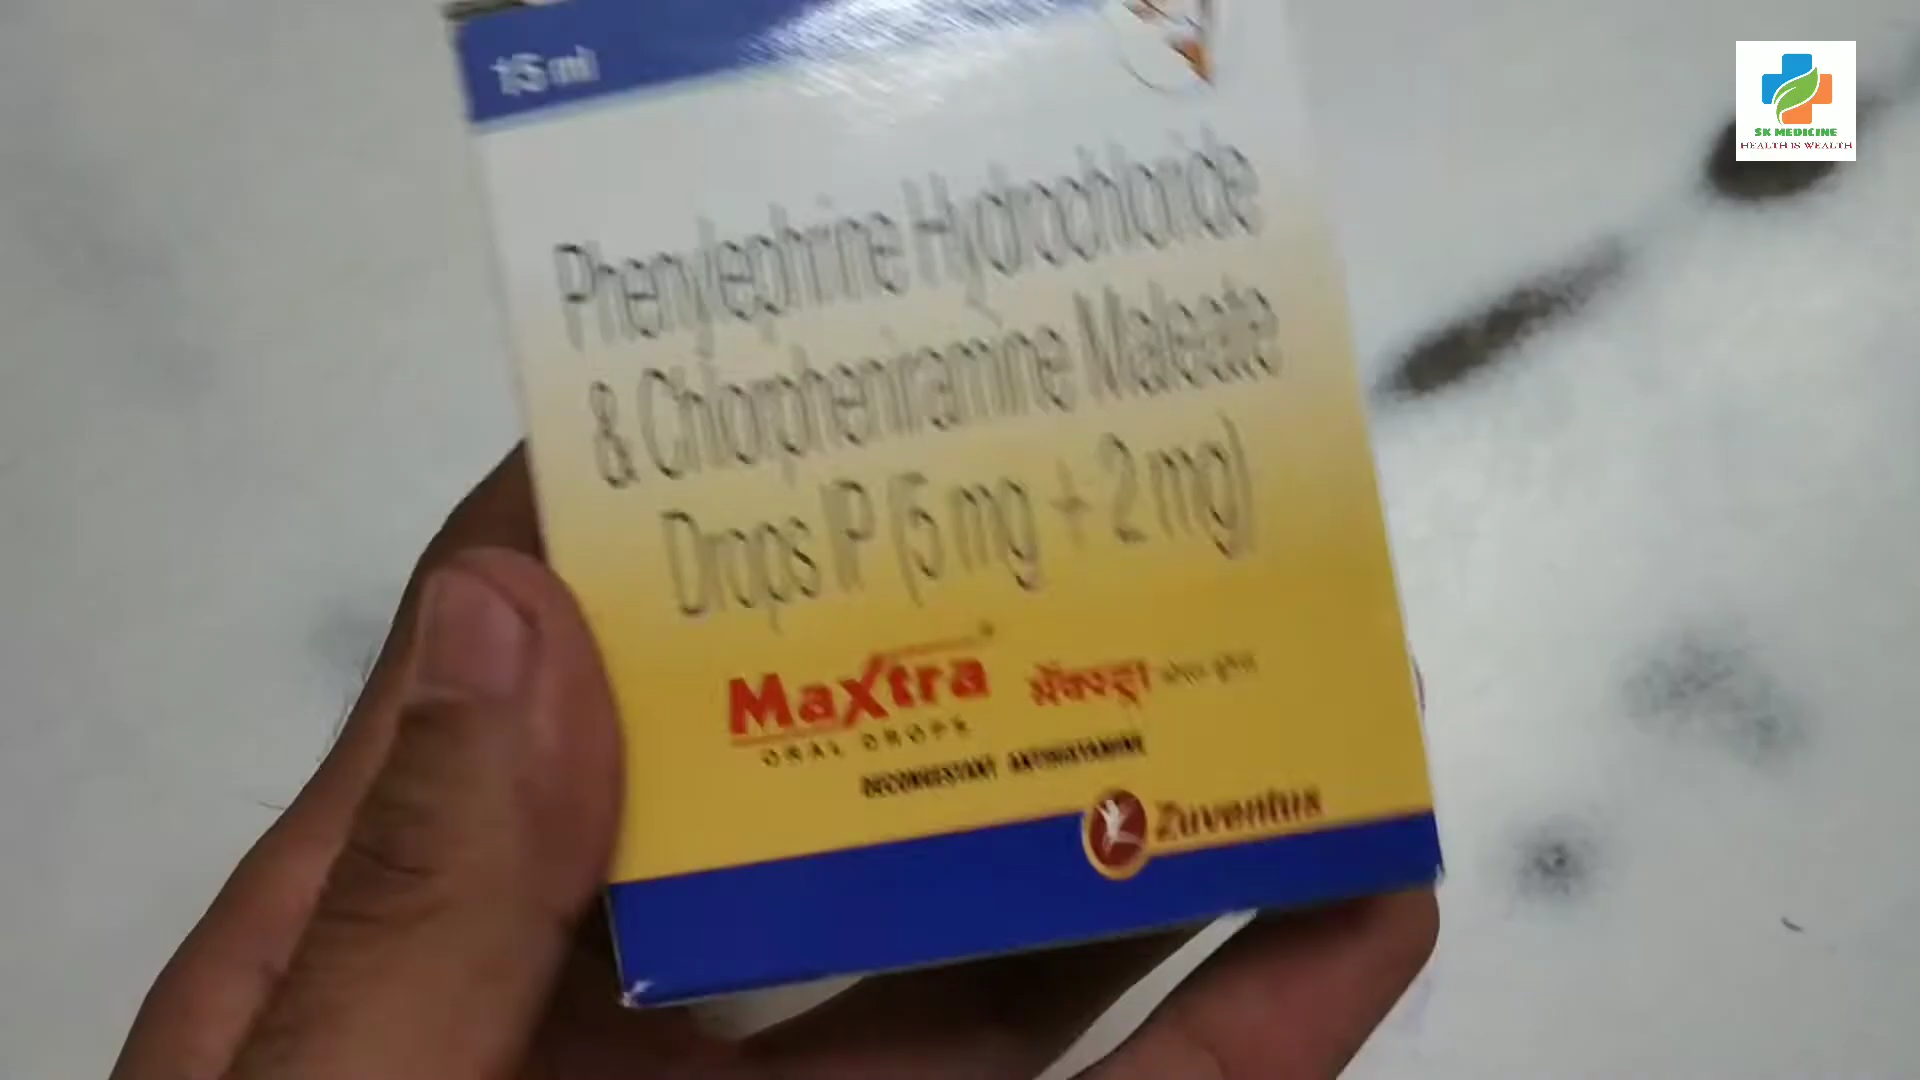 15 ml
SK MEDICINE
HEALTH IS WEALTH
Phenylephrine Hydrochloride
& Chlorpheniramine Maleate
Drops IP (5 mg + 2 mg)
Maxtra® मॅक्स्ट्रा
ORAL DROPS
DECONGESTANT ANTIHISTAMINE
Zuventus